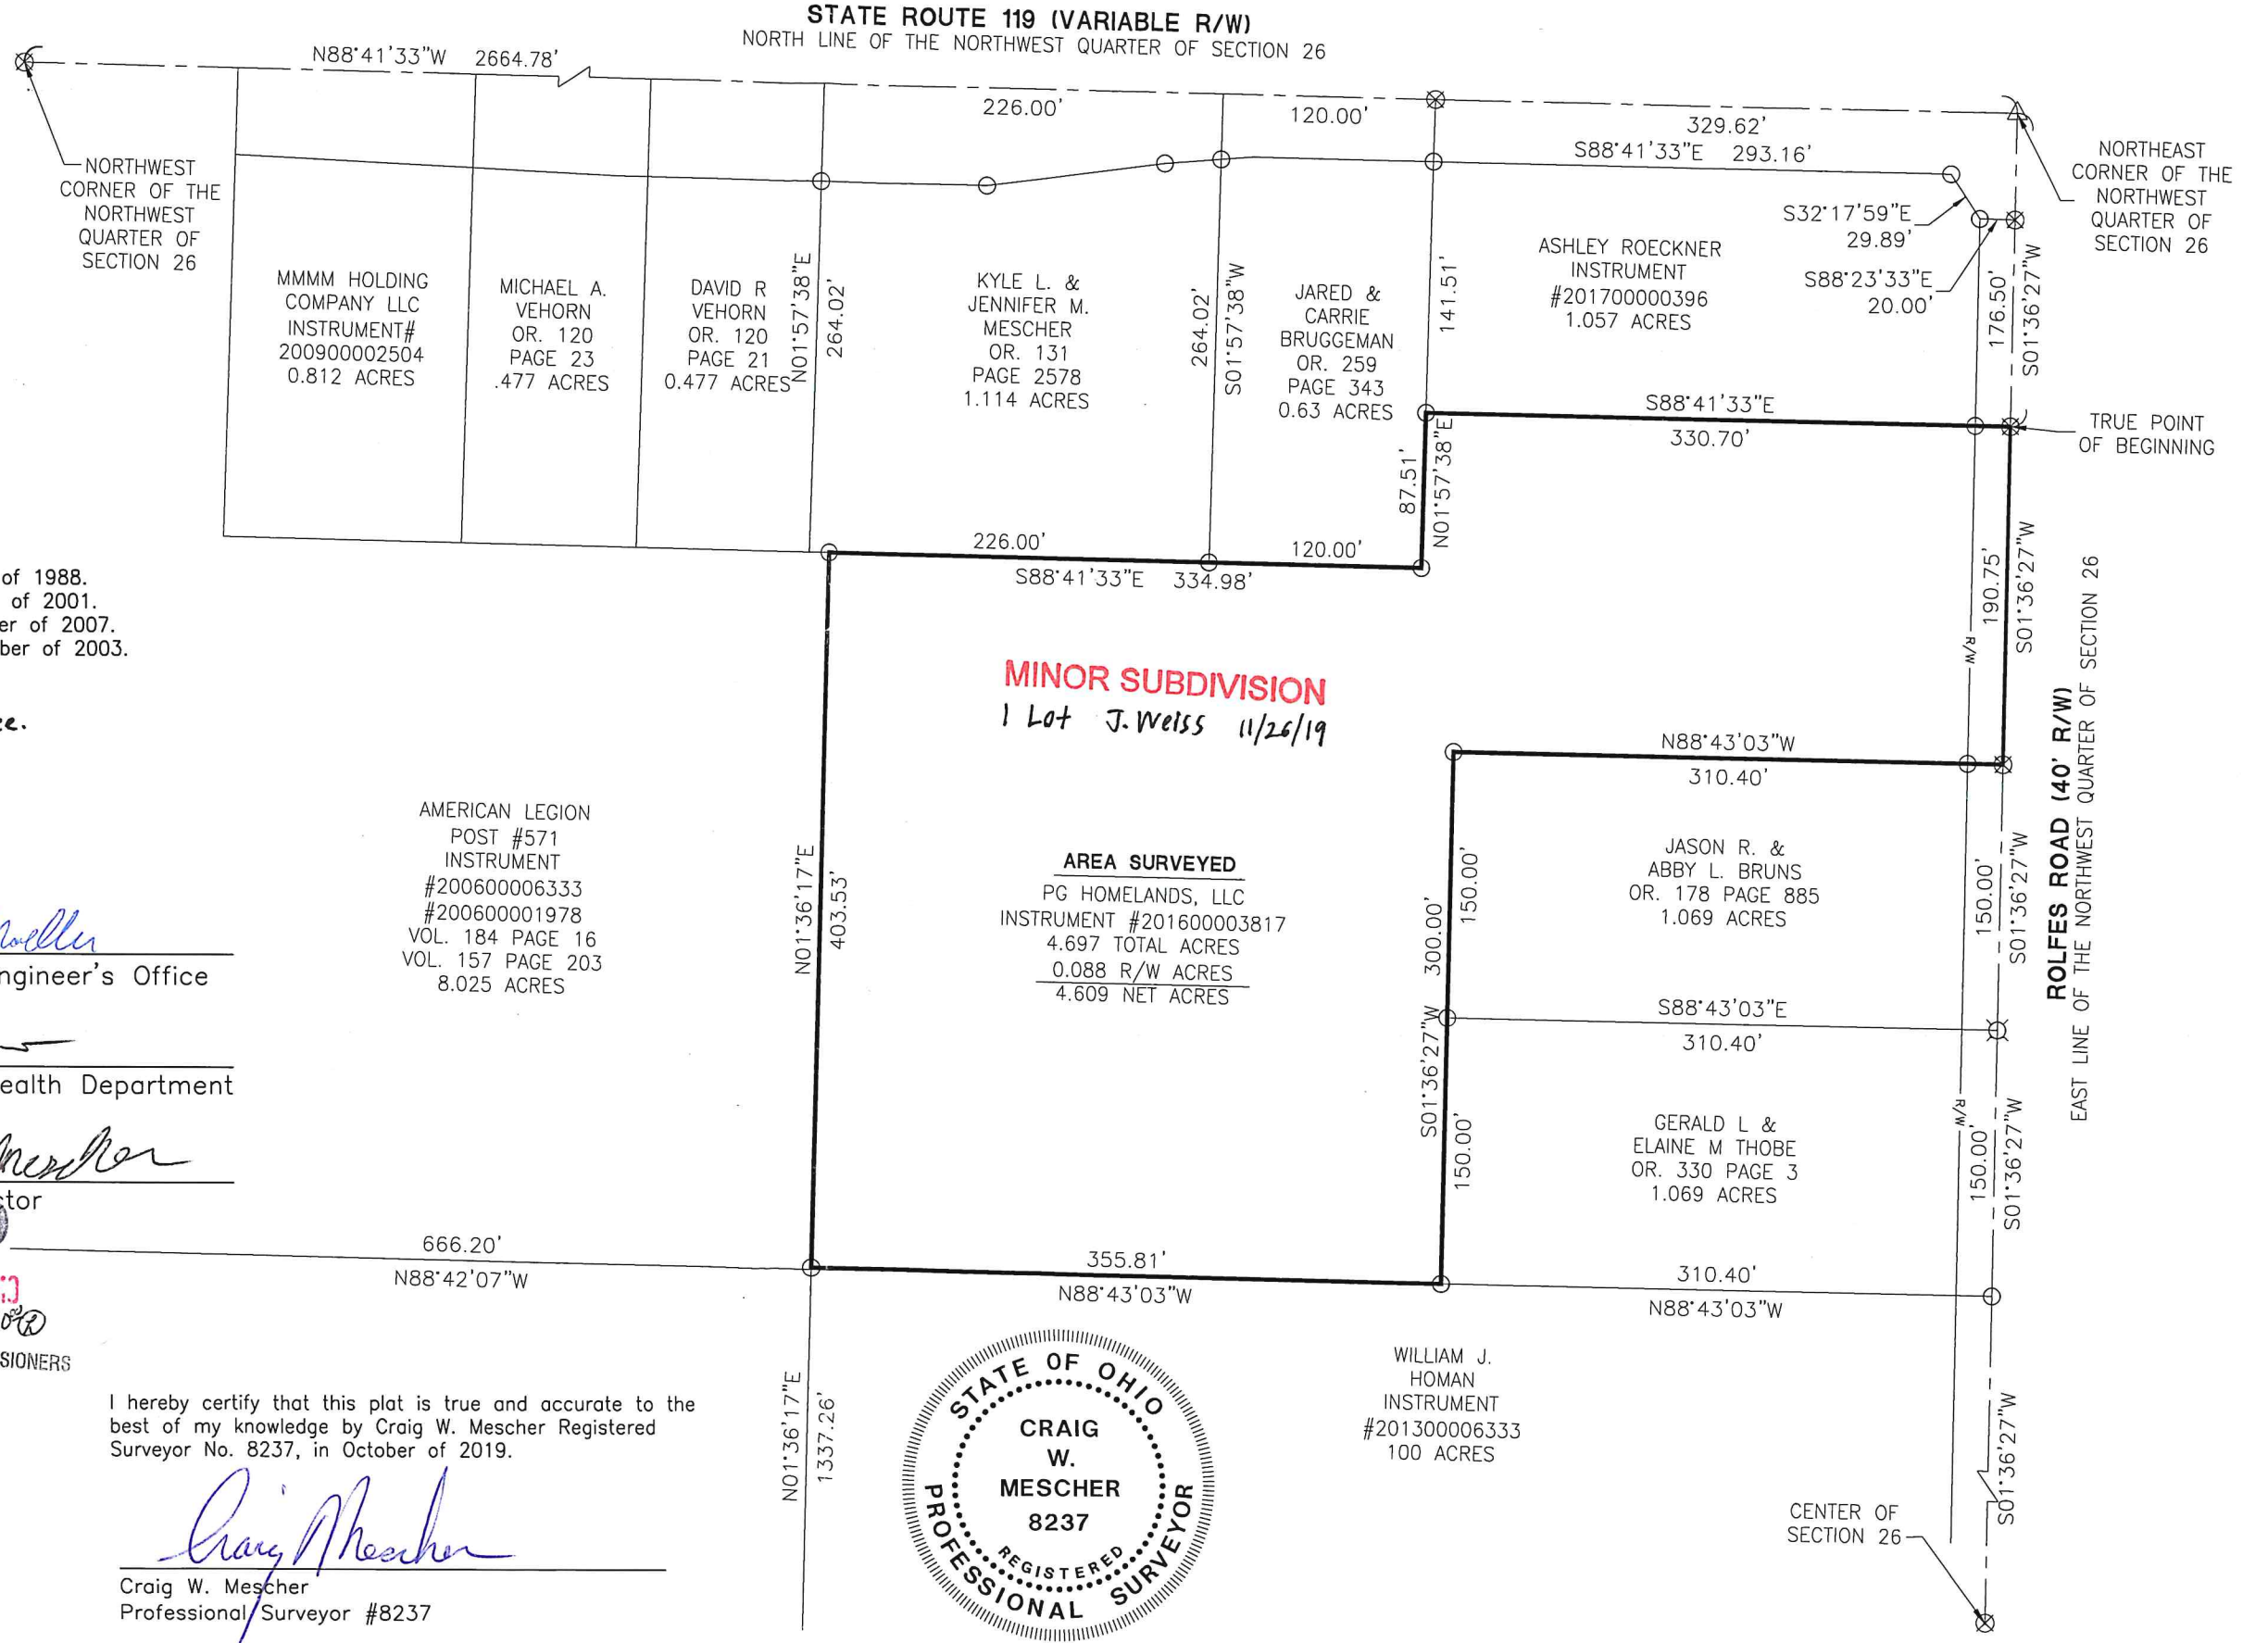 STATE ROUTE 119 (VARIABLE R/W)
NORTH LINE OF THE NORTHWEST QUARTER OF SECTION 26
N88°41'33"W 2664.78'
226.00'
120.00'
329.62'
S88°41'33"E 293.16'
NORTHWEST
CORNER OF THE
NORTHWEST
QUARTER OF
SECTION 26
NORTHEAST
CORNER OF THE
NORTHWEST
QUARTER OF
SECTION 26
S32°17'59"E
29.89'
S88°23'33"E
20.00'
176.50'
S01°36'27"W
MMMM HOLDING
COMPANY LLC
INSTRUMENT#
200900002504
0.812 ACRES
MICHAEL A.
VEHORN
OR. 120
PAGE 23
.477 ACRES
DAVID R
VEHORN
OR. 120
PAGE 21
0.477 ACRES
N01°57'38"E
264.02'
KYLE L. &
JENNIFER M.
MESCHER
OR. 131
PAGE 2578
1.114 ACRES
264.02'
S01°57'38"W
JARED &
CARRIE
BRUGGEMAN
OR. 259
PAGE 343
0.63 ACRES
141.51'
ASHLEY ROECKNER
INSTRUMENT
#201700000396
1.057 ACRES
S88°41'33"E
330.70'
TRUE POINT
OF BEGINNING
87.51'
N01°57'38"E
226.00'
120.00'
S88°41'33"E 334.98'
190.75'
S01°36'27"W
R/W
of 1988.
of 2001.
er of 2007.
ber of 2003.
MINOR SUBDIVISION
1 Lot J. Weiss 11/26/19
N88°43'03"W
310.40'
ROLFES ROAD (40' R/W)
EAST LINE OF THE NORTHWEST QUARTER OF SECTION 26
AMERICAN LEGION
POST #571
INSTRUMENT
#200600006333
#200600001978
VOL. 184 PAGE 16
VOL. 157 PAGE 203
8.025 ACRES
N01°36'17"E
403.53'
AREA SURVEYED
PG HOMELANDS, LLC
INSTRUMENT #201600003817
4.697 TOTAL ACRES
0.088 R/W ACRES
4.609 NET ACRES
S01°36'27"W 300.00'
150.00'
150.00'
JASON R. &
ABBY L. BRUNS
OR. 178 PAGE 885
1.069 ACRES
150.00'
S01°36'27"W
S88°43'03"E
310.40'
GERALD L &
ELAINE M THOBE
OR. 330 PAGE 3
1.069 ACRES
R/W
150.00'
S01°36'27"W
ngineer's Office
ealth Department
ctor
666.20'
N88°42'07"W
355.81'
N88°43'03"W
310.40'
N88°43'03"W
SIONERS
I hereby certify that this plat is true and accurate to the
best of my knowledge by Craig W. Mescher Registered
Surveyor No. 8237, in October of 2019.
Craig W. Mescher
Professional Surveyor #8237
N01°36'17"E
1337.26'
STATE OF OHIO
CRAIG
W.
MESCHER
8237
REGISTERED
PROFESSIONAL SURVEYOR
WILLIAM J.
HOMAN
INSTRUMENT
#201300006333
100 ACRES
S01°36'27"W
CENTER OF
SECTION 26